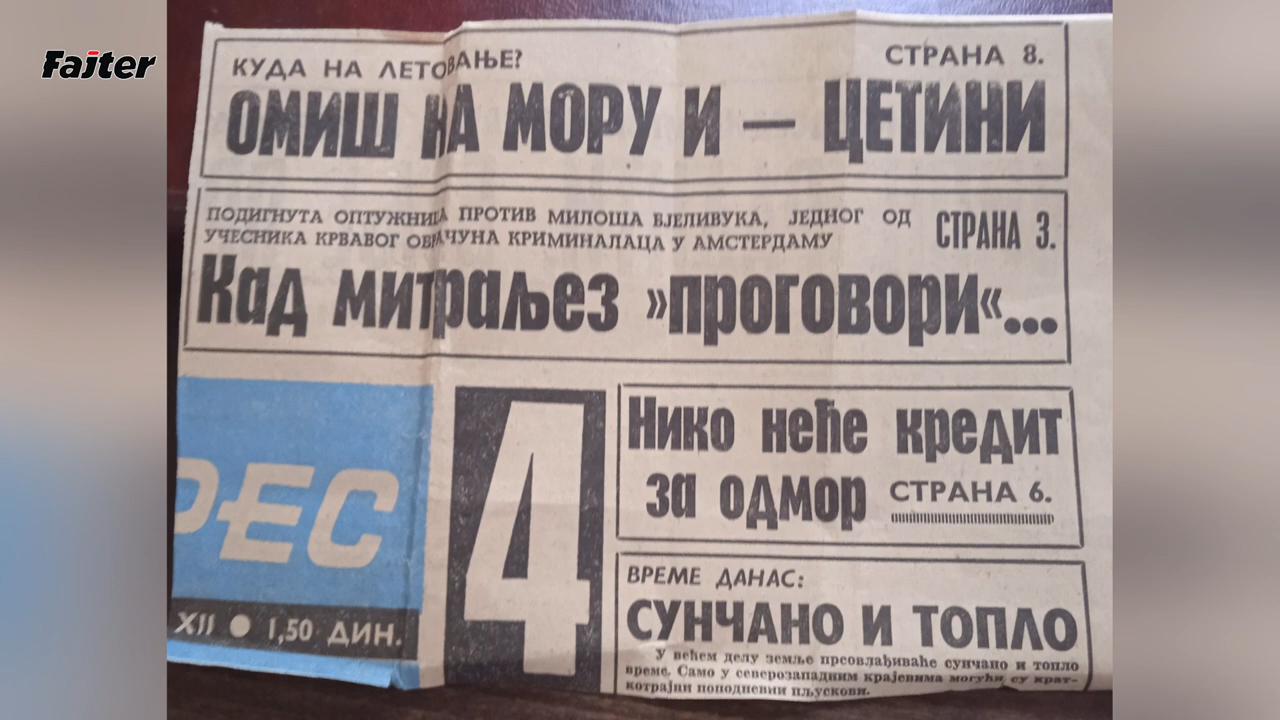 Fajter
КУДА НА ЛЕТОВАЊЕ?
СТРАНА 8.
ОМИШ НА МОРУ И — ЦЕТИНИ
ПОДИГНУТА ОПТУЖНИЦА ПРОТИВ МИЛОША БЈЕЛИВУКА, ЈЕДНОГ ОД
УЧЕСНИКА КРВАВОГ ОБРАЧУНА КРИМИНАЛАЦА У АМСТЕРДАМУ
СТРАНА 3.
Кад митраљез »проговори«...
РЕС
XII ● 1,50 ДИН.
4
Нико неће кредит
за одмор СТРАНА 6.
ВРЕМЕ ДАНАС:
СУНЧАНО И ТОПЛО
У већем делу земље преовлађиваће сунчано и топло
време. Само у северозападним крајевима могући су крат-
котрајни поподневни пљускови.